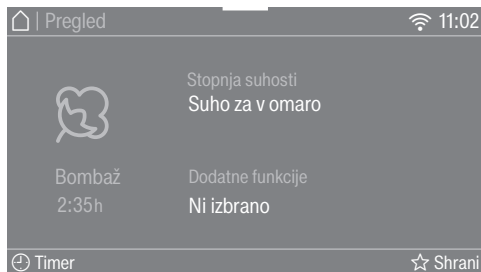 | Pregled
11:02
Stopnja suhosti
Suho za v omaro
Bombaž
2:35h
Dodatne funkcije
Ni izbrano
Timer
Shrani